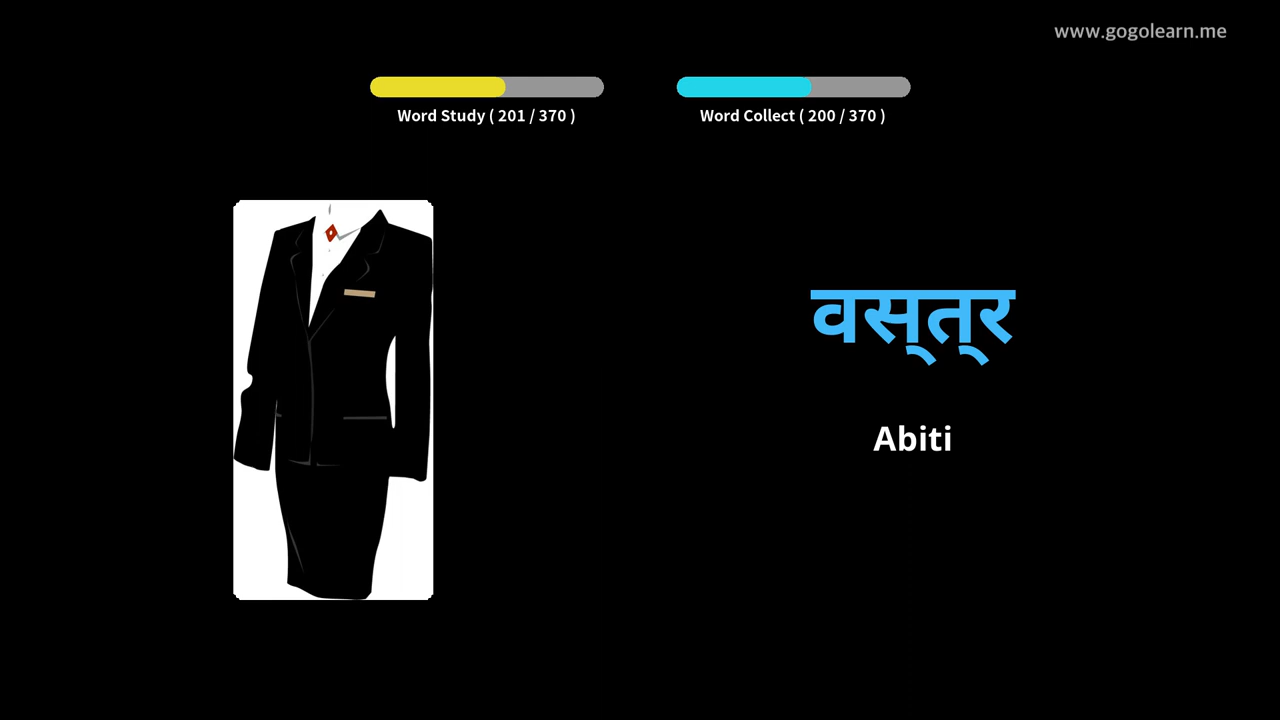 www.gogolearn.me
Word Study ( 201 / 370 )
Word Collect ( 200 / 370 )
वस्त्र
Abiti